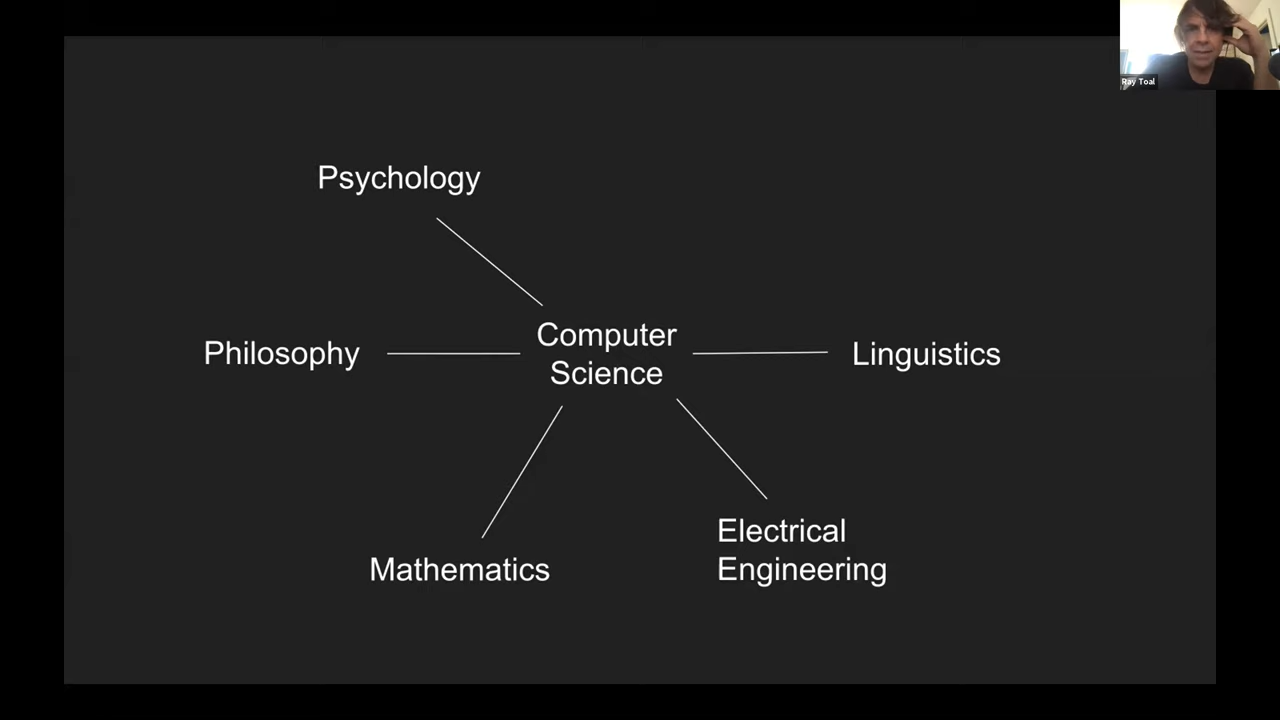 Ray Toal
Psychology
Computer
Science
Philosophy
Linguistics
Electrical
Engineering
Mathematics